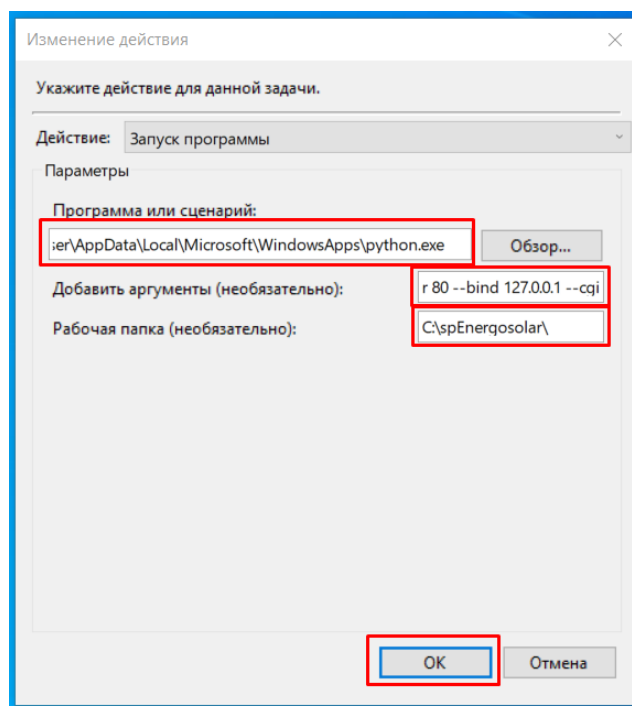 Изменение действия
Укажите действие для данной задачи.
Действие: Запуск программы
Параметры
Программа или сценарий:
ser\AppData\Local\Microsoft\WindowsApps\python.exe Обзор...
Добавить аргументы (необязательно): r 80 --bind 127.0.0.1 --cgi
Рабочая папка (необязательно): C:\spEnergosolar\
ОК Отмена